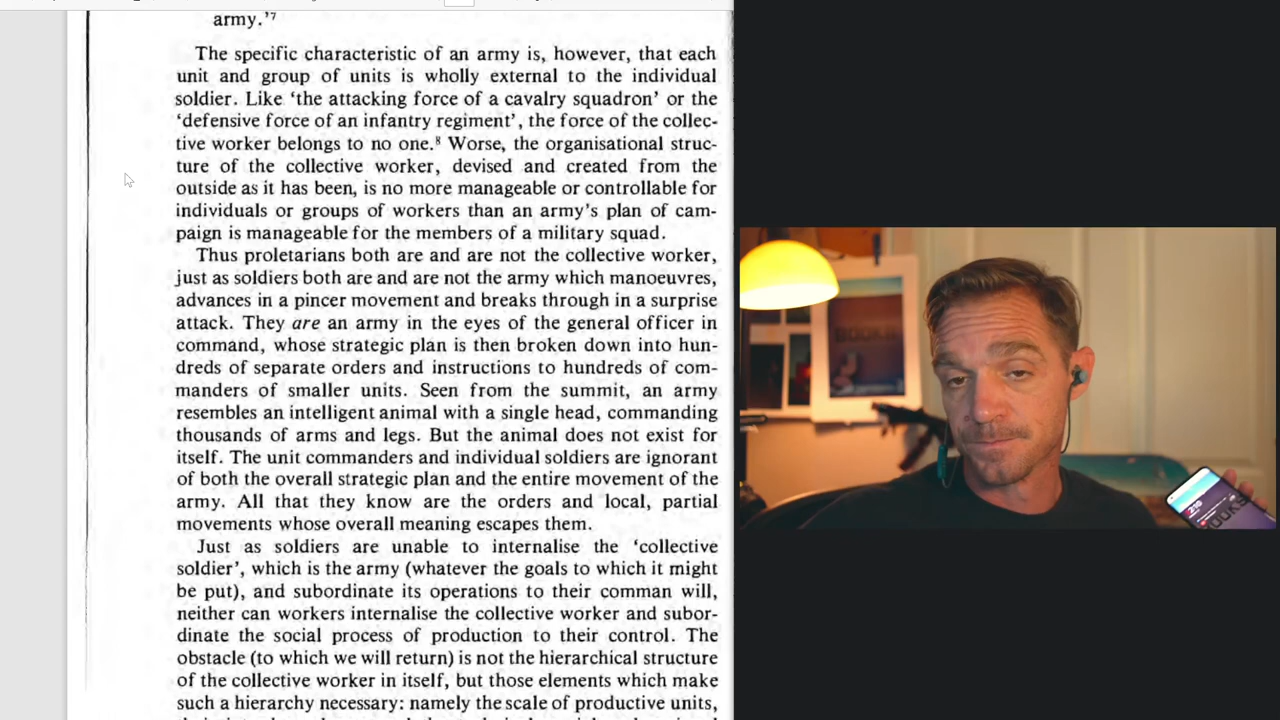 army.’7
The specific characteristic of an army is, however, that each
unit and group of units is wholly external to the individual
soldier. Like ‘the attacking force of a cavalry squadron’ or the
‘defensive force of an infantry regiment’, the force of the collec-
tive worker belongs to no one.8 Worse, the organisational struc-
ture of the collective worker, devised and created from the
outside as it has been, is no more manageable or controllable for
individuals or groups of workers than an army’s plan of cam-
paign is manageable for the members of a military squad.
Thus proletarians both are and are not the collective worker,
just as soldiers both are and are not the army which manoeuvres,
advances in a pincer movement and breaks through in a surprise
attack. They are an army in the eyes of the general officer in
command, whose strategic plan is then broken down into hun-
dreds of separate orders and instructions to hundreds of com-
manders of smaller units. Seen from the summit, an army
resembles an intelligent animal with a single head, commanding
thousands of arms and legs. But the animal does not exist for
itself. The unit commanders and individual soldiers are ignorant
of both the overall strategic plan and the entire movement of the
army. All that they know are the orders and local, partial
movements whose overall meaning escapes them.
Just as soldiers are unable to internalise the ‘collective
soldier’, which is the army (whatever the goals to which it might
be put), and subordinate its operations to their comman will,
neither can workers internalise the collective worker and subor-
dinate the social process of production to their control. The
obstacle (to which we will return) is not the hierarchical structure
of the collective worker in itself, but those elements which make
such a hierarchy necessary: namely the scale of productive units,